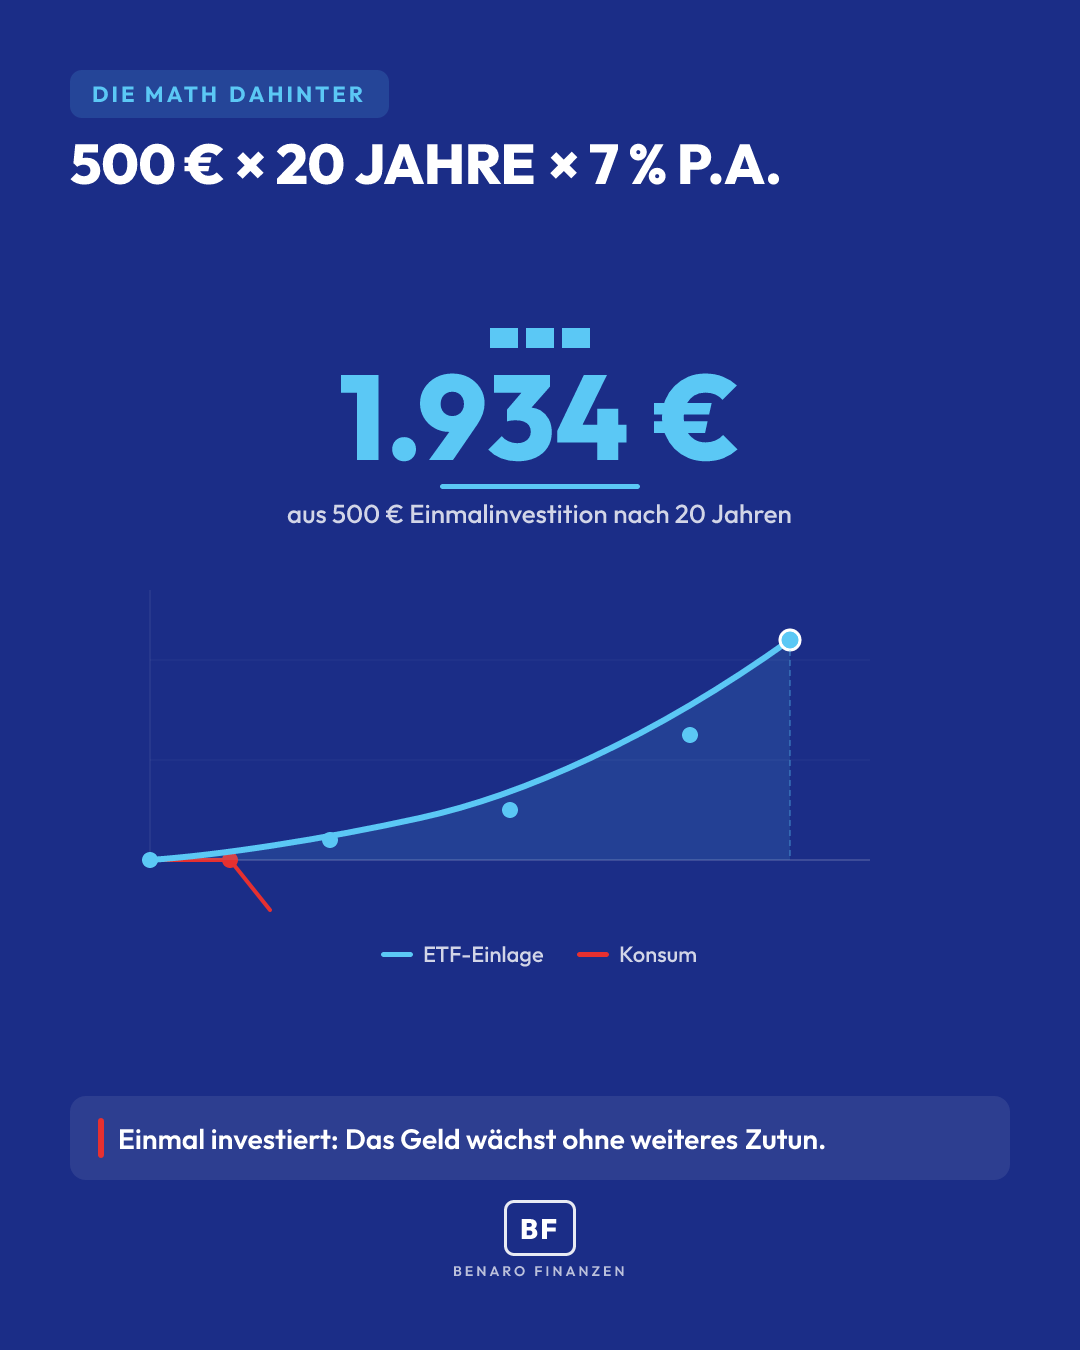 DIE MATH DAHINTER
500 € × 20 JAHRE × 7 % P.A.
1.934 €
aus 500 € Einmalinvestition nach 20 Jahren
ETF-Einlage
Konsum
Einmal investiert: Das Geld wächst ohne weiteres Zutun.
BF
BENARO FINANZEN